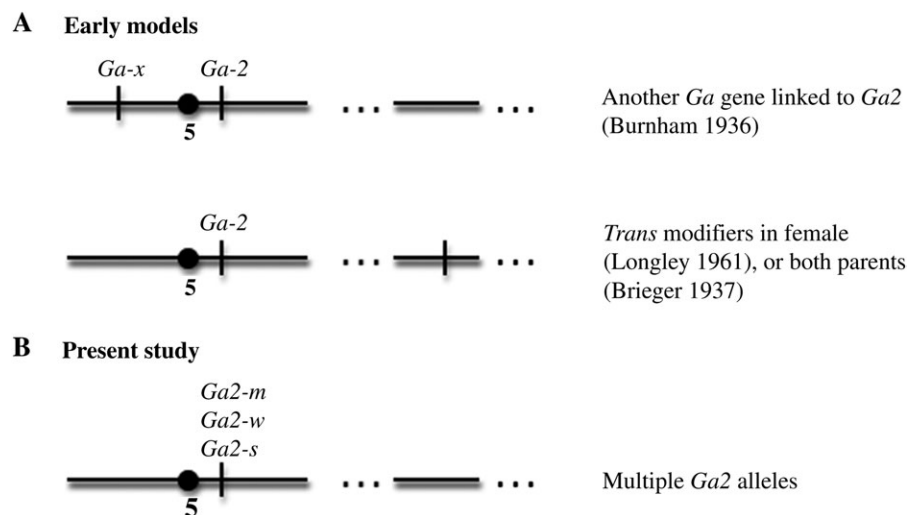 A Early models
Ga-x Ga-2
... ...
5
Another Ga gene linked to Ga2
(Burnham 1936)
Ga-2
... ...
5
Trans modifiers in female
(Longley 1961), or both parents
(Brieger 1937)
B Present study
Ga2-m
Ga2-w
Ga2-s
... ...
5
Multiple Ga2 alleles